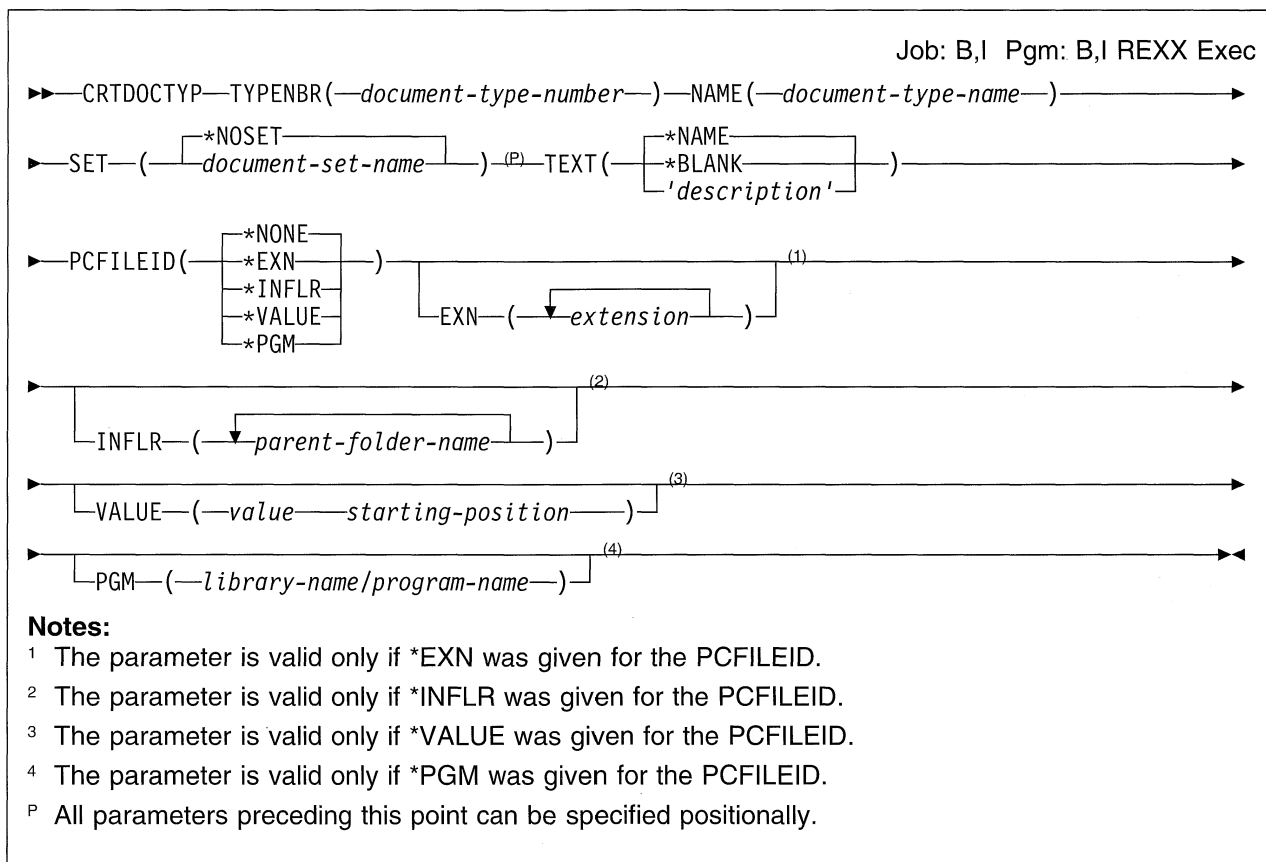 Job: B,I Pgm: B,I REXX Exec
CRTDOCTYP TYPENBR( document-type-number ) NAME( document-type-name )
*NOSET
*NAME
SET ( document-set-name ) (P) TEXT( *BLANK )
'description'
*NONE
PCFILEID( *EXN ) (1)
*INFLR
EXN ( extension )
*VALUE
*PGM
(2)
INFLR ( parent-folder-name )
(3)
VALUE ( value starting-position )
(4)
PGM ( library-name/program-name )
Notes:
1 The parameter is valid only if *EXN was given for the PCFILEID.
2 The parameter is valid only if *INFLR was given for the PCFILEID.
3 The parameter is valid only if *VALUE was given for the PCFILEID.
4 The parameter is valid only if *PGM was given for the PCFILEID.
P All parameters preceding this point can be specified positionally.